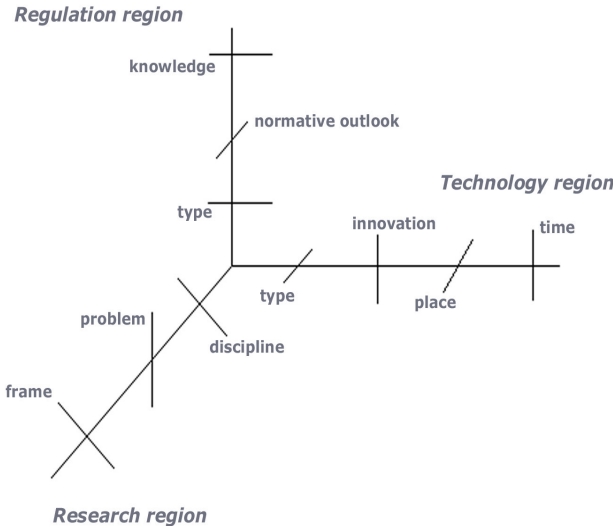 Regulation region
knowledge
normative outlook
Technology region
type
innovation
time
type
place
problem
discipline
frame
Research region